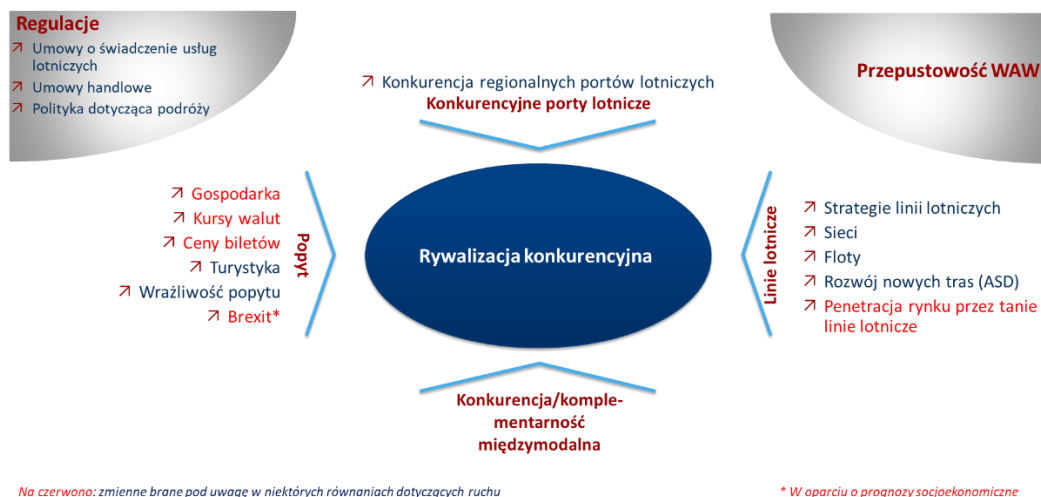 Regulacje
Umowy o świadczenie usług
lotniczych
Umowy handlowe
Polityka dotycząca podróży
Konkurencja regionalnych portów lotniczych
Konkurencyjne porty lotnicze
Przepustowość WAW
Gospodarka
Kursy walut
Ceny biletów
Turystyka
Wrażliwość popytu
Brexit*
Popyt
Rywalizacja konkurencyjna
Linie lotnicze
Strategie linii lotniczych
Sieci
Floty
Rozwój nowych tras (ASD)
Penetracja rynku przez tanie
linie lotnicze
Konkurencja/komple-
mentarność
międzymodalna
Na czerwono: zmienne brane pod uwagę w niektórych równaniach dotyczących ruchu
* W oparciu o prognozy socjoekonomiczne